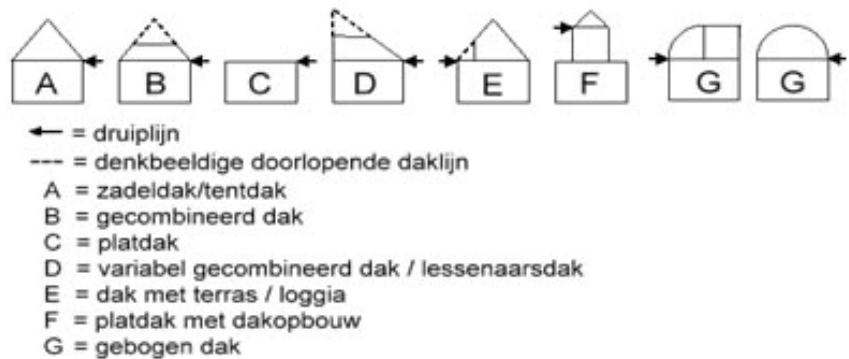 A B C D E F G G
= druiplijn
= denkbeeldige doorlopende daklijn
A = zadeldak/tentdak
B = gecombineerd dak
C = platdak
D = variabel gecombineerd dak / lessenaarsdak
E = dak met terras / loggia
F = platdak met dakopbouw
G = gebogen dak